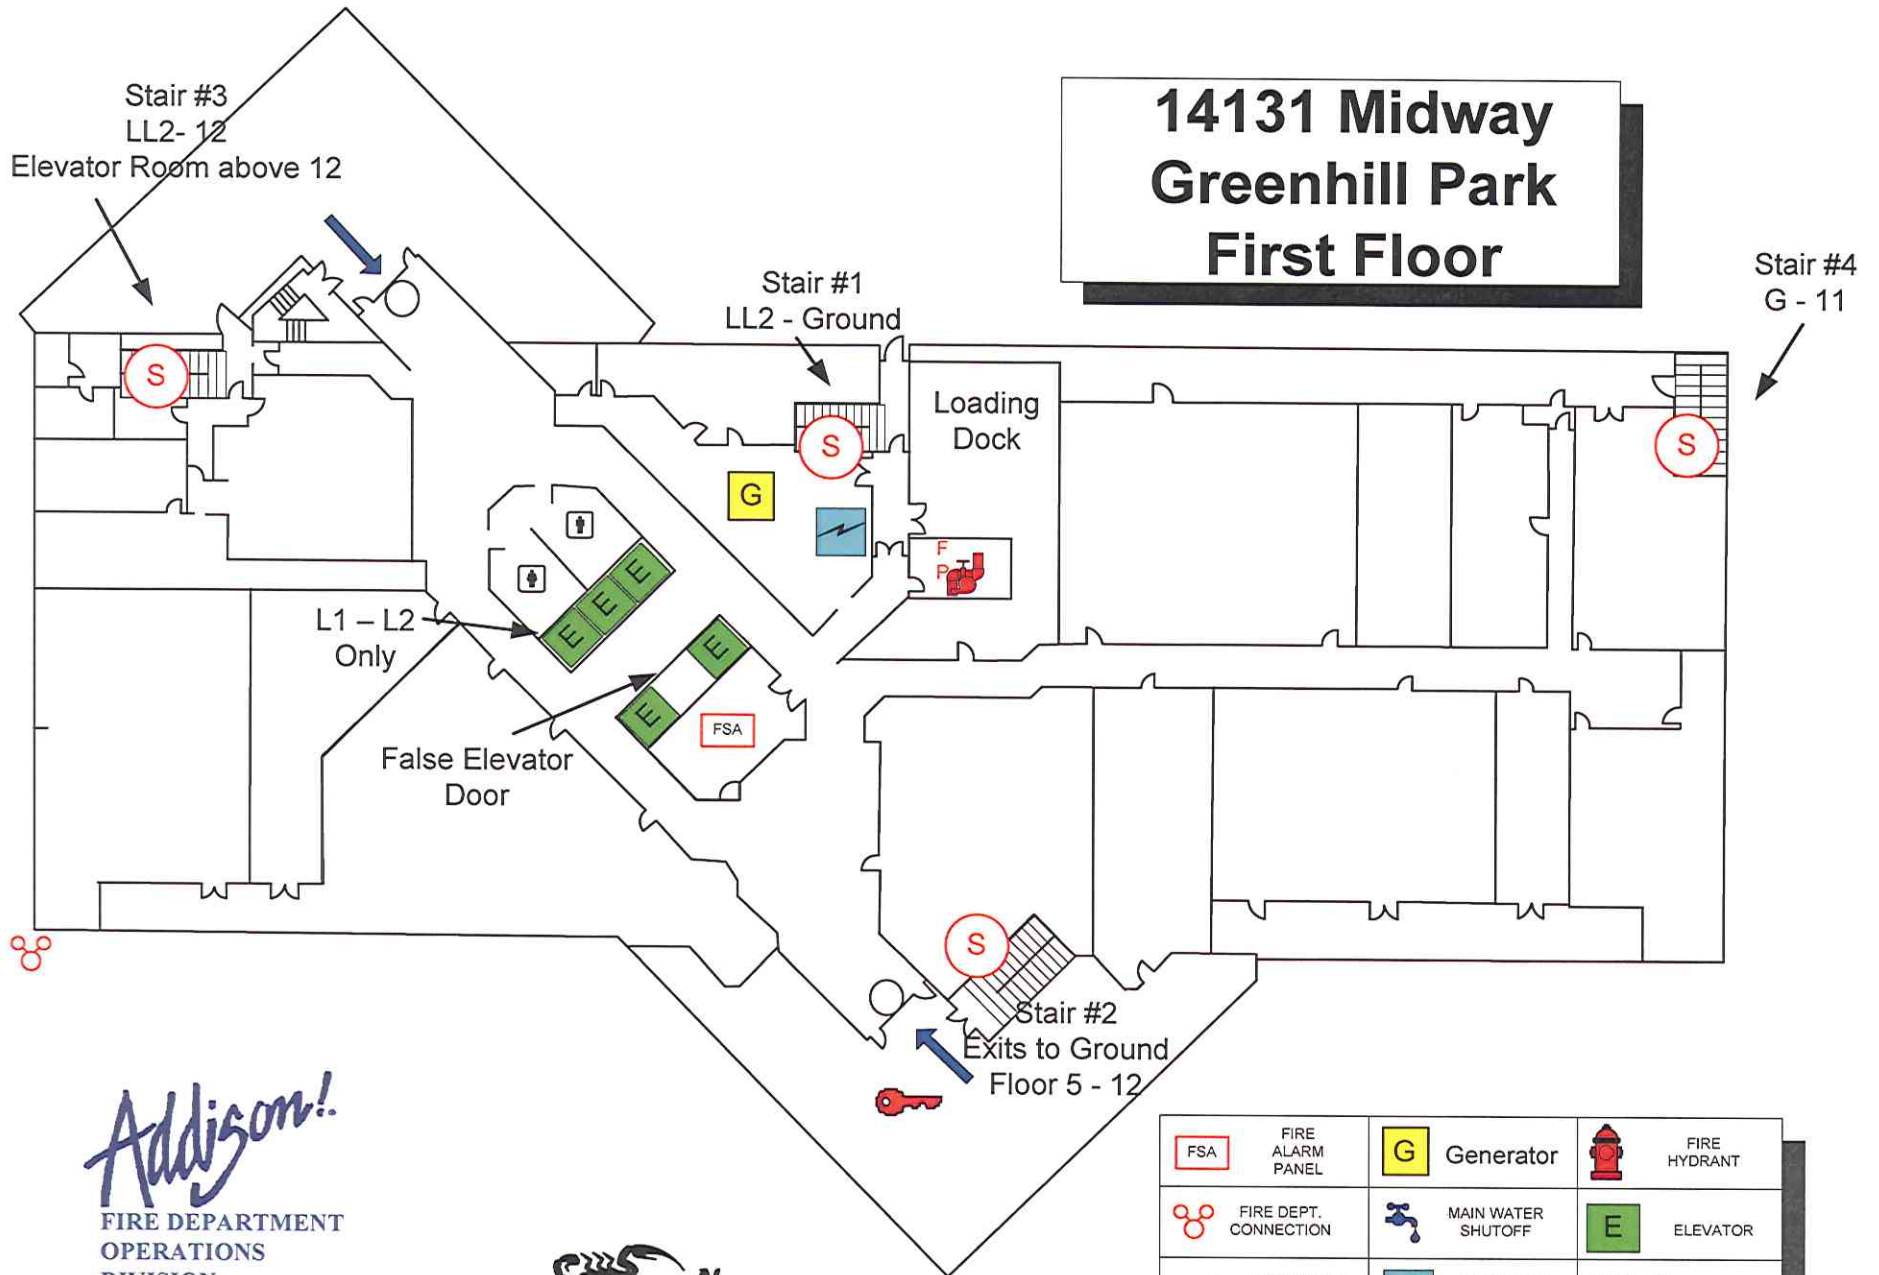 Stair #3
LL2- 12
Elevator Room above 12
14131 Midway
Greenhill Park
First Floor
Stair #1
LL2 - Ground
Stair #4
G - 11
S
S
S
Loading
Dock
G
F
P
E
E
E
L1 – L2
Only
E
E
FSA
False Elevator
Door
S
Stair #2
Exits to Ground
Floor 5 - 12
Addison!
FIRE DEPARTMENT
OPERATIONS
DIVISION
FSA
FIRE
ALARM
PANEL
G
Generator
FIRE
HYDRANT
FIRE DEPT.
CONNECTION
MAIN WATER
SHUTOFF
E
ELEVATOR